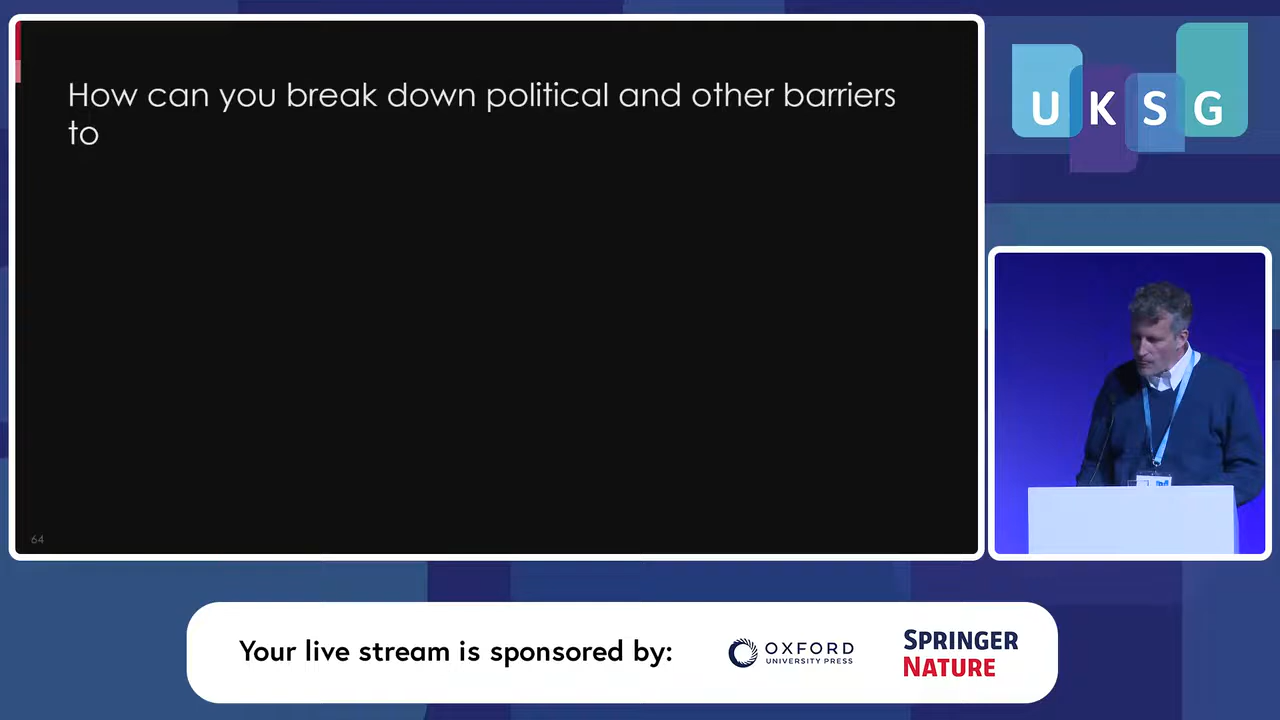 How can you break down political and other barriers
to
64
UKSG
Your live stream is sponsored by:
OXFORD
UNIVERSITY PRESS
SPRINGER
NATURE